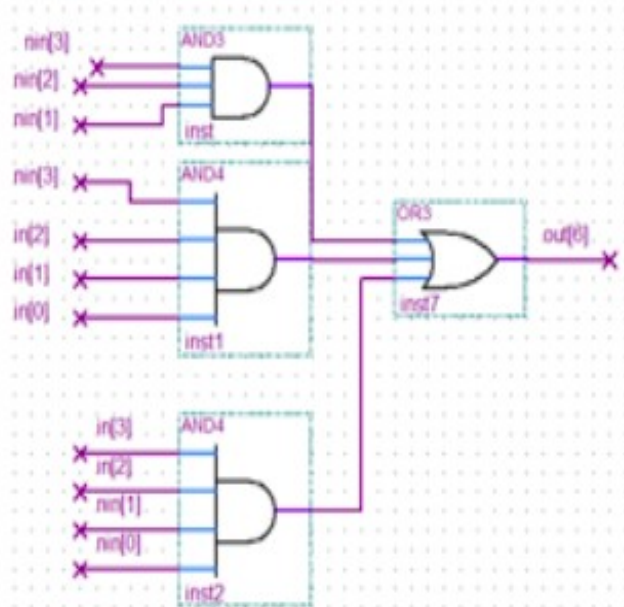 AND3
nin[3]
nin[2]
nin[1]
inst
AND4
nin[3]
in[2]
in[1]
in[0]
inst1
OR3
out[6]
inst7
AND4
in[3]
in[2]
nin[1]
nin[0]
inst2